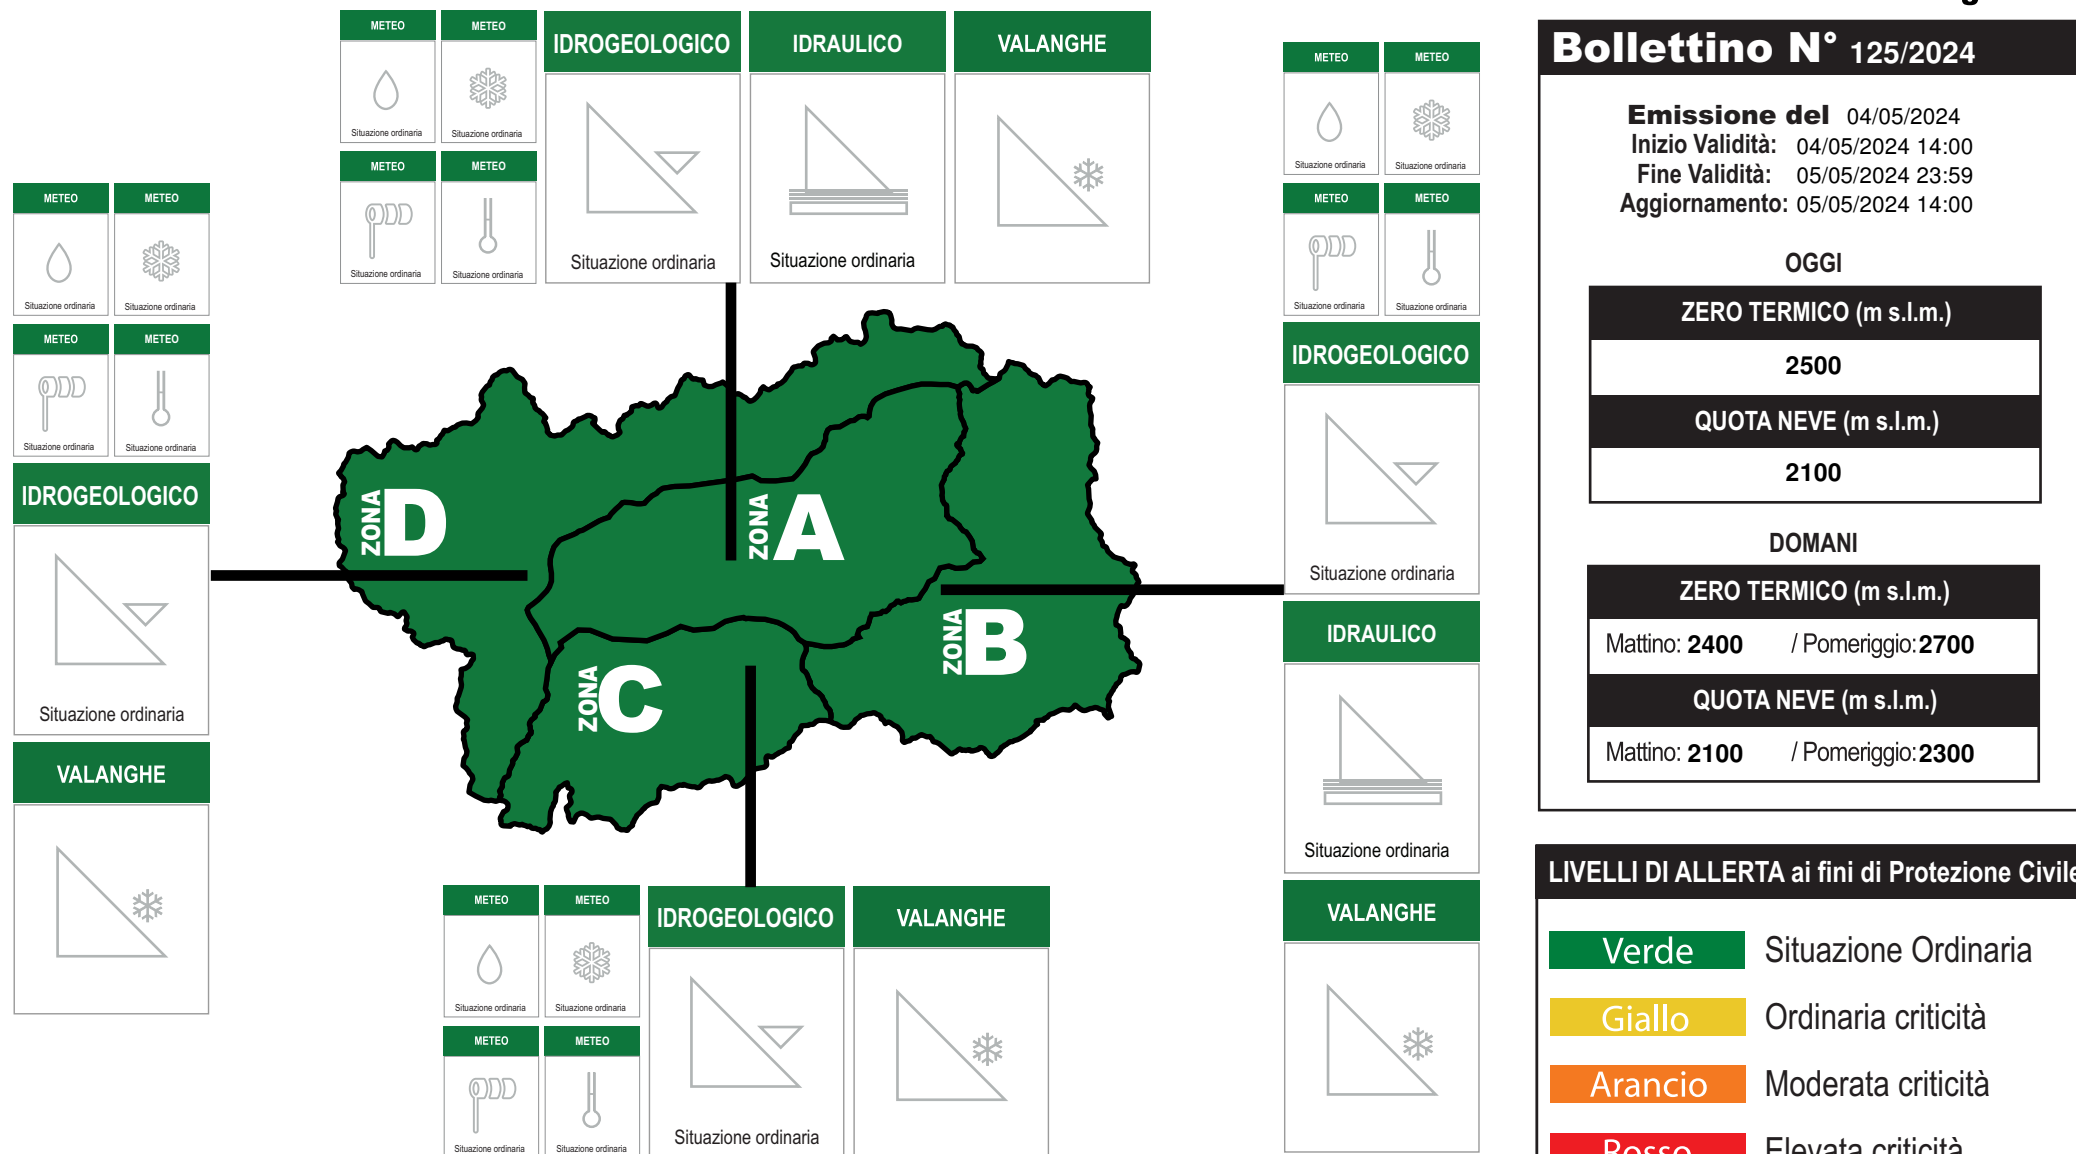 METEO METEO
Situazione ordinaria Situazione ordinaria
METEO METEO
Situazione ordinaria Situazione ordinaria
IDROGEOLOGICO
Situazione ordinaria
IDRAULICO
Situazione ordinaria
VALANGHE
METEO METEO
Situazione ordinaria Situazione ordinaria
METEO METEO
Situazione ordinaria Situazione ordinaria
IDROGEOLOGICO
Situazione ordinaria
VALANGHE
ZONA D
ZONA A
ZONA B
ZONA C
METEO METEO
Situazione ordinaria Situazione ordinaria
METEO METEO
Situazione ordinaria Situazione ordinaria
IDROGEOLOGICO
Situazione ordinaria
IDRAULICO
Situazione ordinaria
VALANGHE
METEO METEO
Situazione ordinaria Situazione ordinaria
METEO METEO
Situazione ordinaria Situazione ordinaria
IDROGEOLOGICO
Situazione ordinaria
VALANGHE
Bollettino N° 125/2024
Emissione del 04/05/2024
Inizio Validità: 04/05/2024 14:00
Fine Validità: 05/05/2024 23:59
Aggiornamento: 05/05/2024 14:00
OGGI
ZERO TERMICO (m s.l.m.)
2500
QUOTA NEVE (m s.l.m.)
2100
DOMANI
ZERO TERMICO (m s.l.m.)
Mattino: 2400 / Pomeriggio: 2700
QUOTA NEVE (m s.l.m.)
Mattino: 2100 / Pomeriggio: 2300
LIVELLI DI ALLERTA ai fini di Protezione Civile
Verde Situazione Ordinaria
Giallo Ordinaria criticità
Arancio Moderata criticità
Rosso Elevata criticità